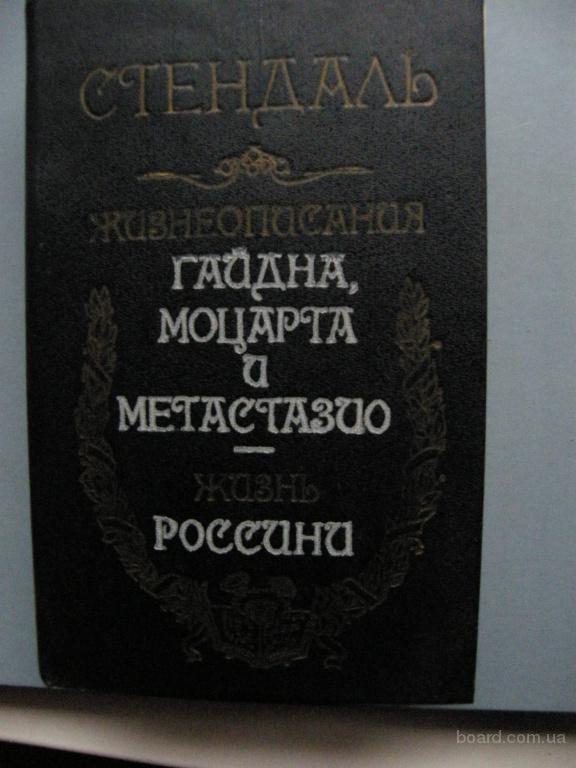 СТЕНДАЛЬ
ЖИЗНЕОПИСАНИЯ
ГАЙДНА,
МОЦАРТА
И
МЕТАСТАЗИО
ЖИЗНЬ
РОССИНИ
board.com.ua